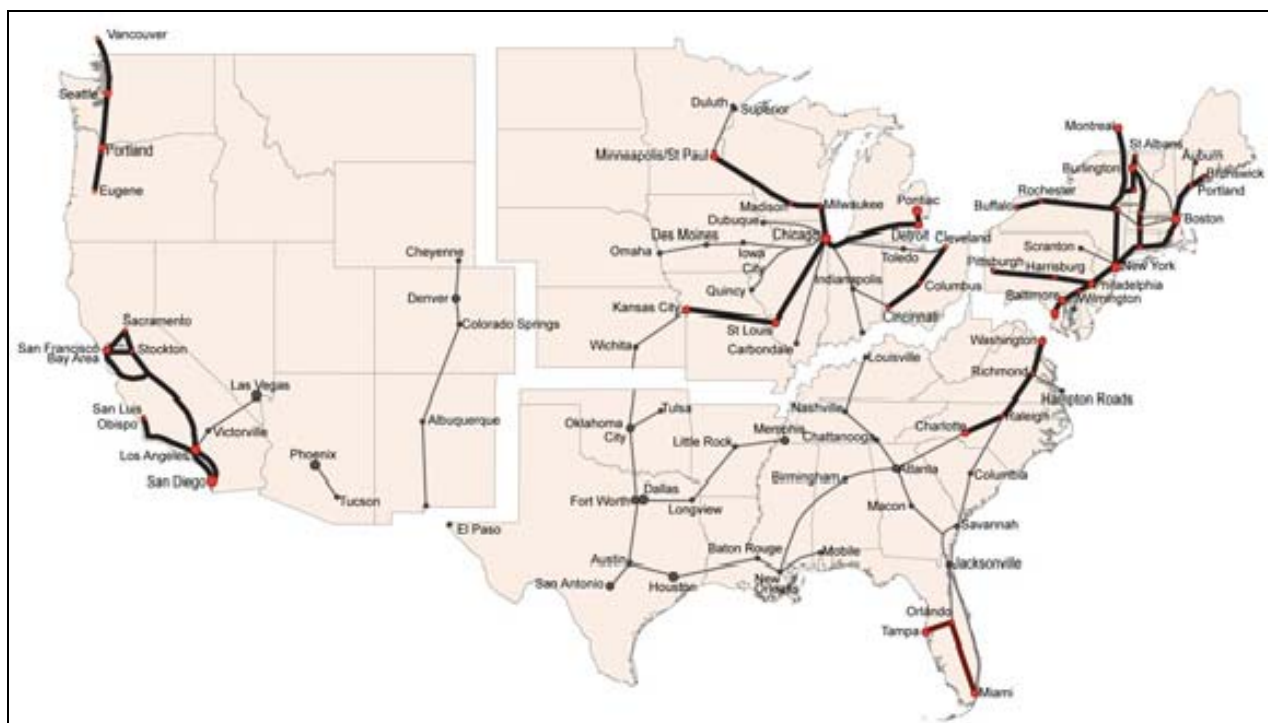 Vancouver
Seattle
Portland
Eugene
Sacramento
San Francisco
Bay Area
Stockton
San Luis
Obispo
Las Vegas
Victorville
Los Angeles
San Diego
Phoenix
Tucson
Cheyenne
Denver
Colorado Springs
Albuquerque
El Paso
Duluth
Superior
Minneapolis/St Paul
Madison
Milwaukee
Dubuque
Pontiac
Chicago
Detroit
Cleveland
Des Moines
Omaha
Iowa
City
Toledo
Quincy
Indianapolis
Columbus
Kansas City
St Louis
Cincinnati
Carbondale
Wichita
Louisville
Oklahoma
City
Tulsa
Nashville
Little Rock
Memphis
Chattanooga
Birmingham
Atlanta
Fort Worth
Dallas
Longview
Macon
Austin
San Antonio
Houston
Baton Rouge
New
Orleans
Mobile
Montreal
St Albans
Burlington
Auburn
Brunswick
Portland
Rochester
Buffalo
Boston
Scranton
Pittsburgh
Harrisburg
New York
Philadelphia
Baltimore
Wilmington
Washington
Richmond
Hampton Roads
Raleigh
Charlotte
Columbia
Savannah
Jacksonville
Orlando
Tampa
Miami